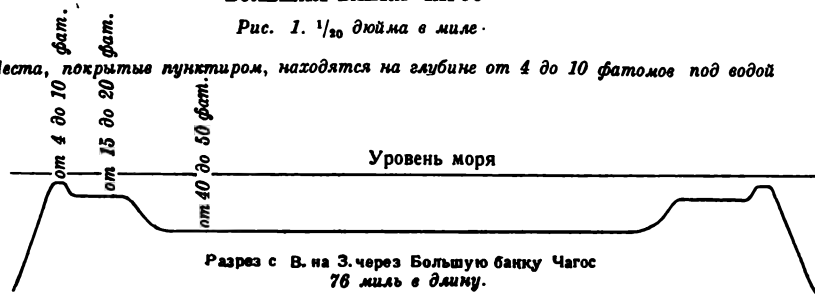 Рис. 1. 1/20 дюйма в миле.
Места, покрытые пунктиром, находятся на глубине от 4 до 10 фатомов под водой
от 4 до 10 фат.
от 15 до 20 фат.
от 40 до 50 фат.
Уровень моря
Разрез с В. на З. через Большую банку Чагос
76 миль в длину.